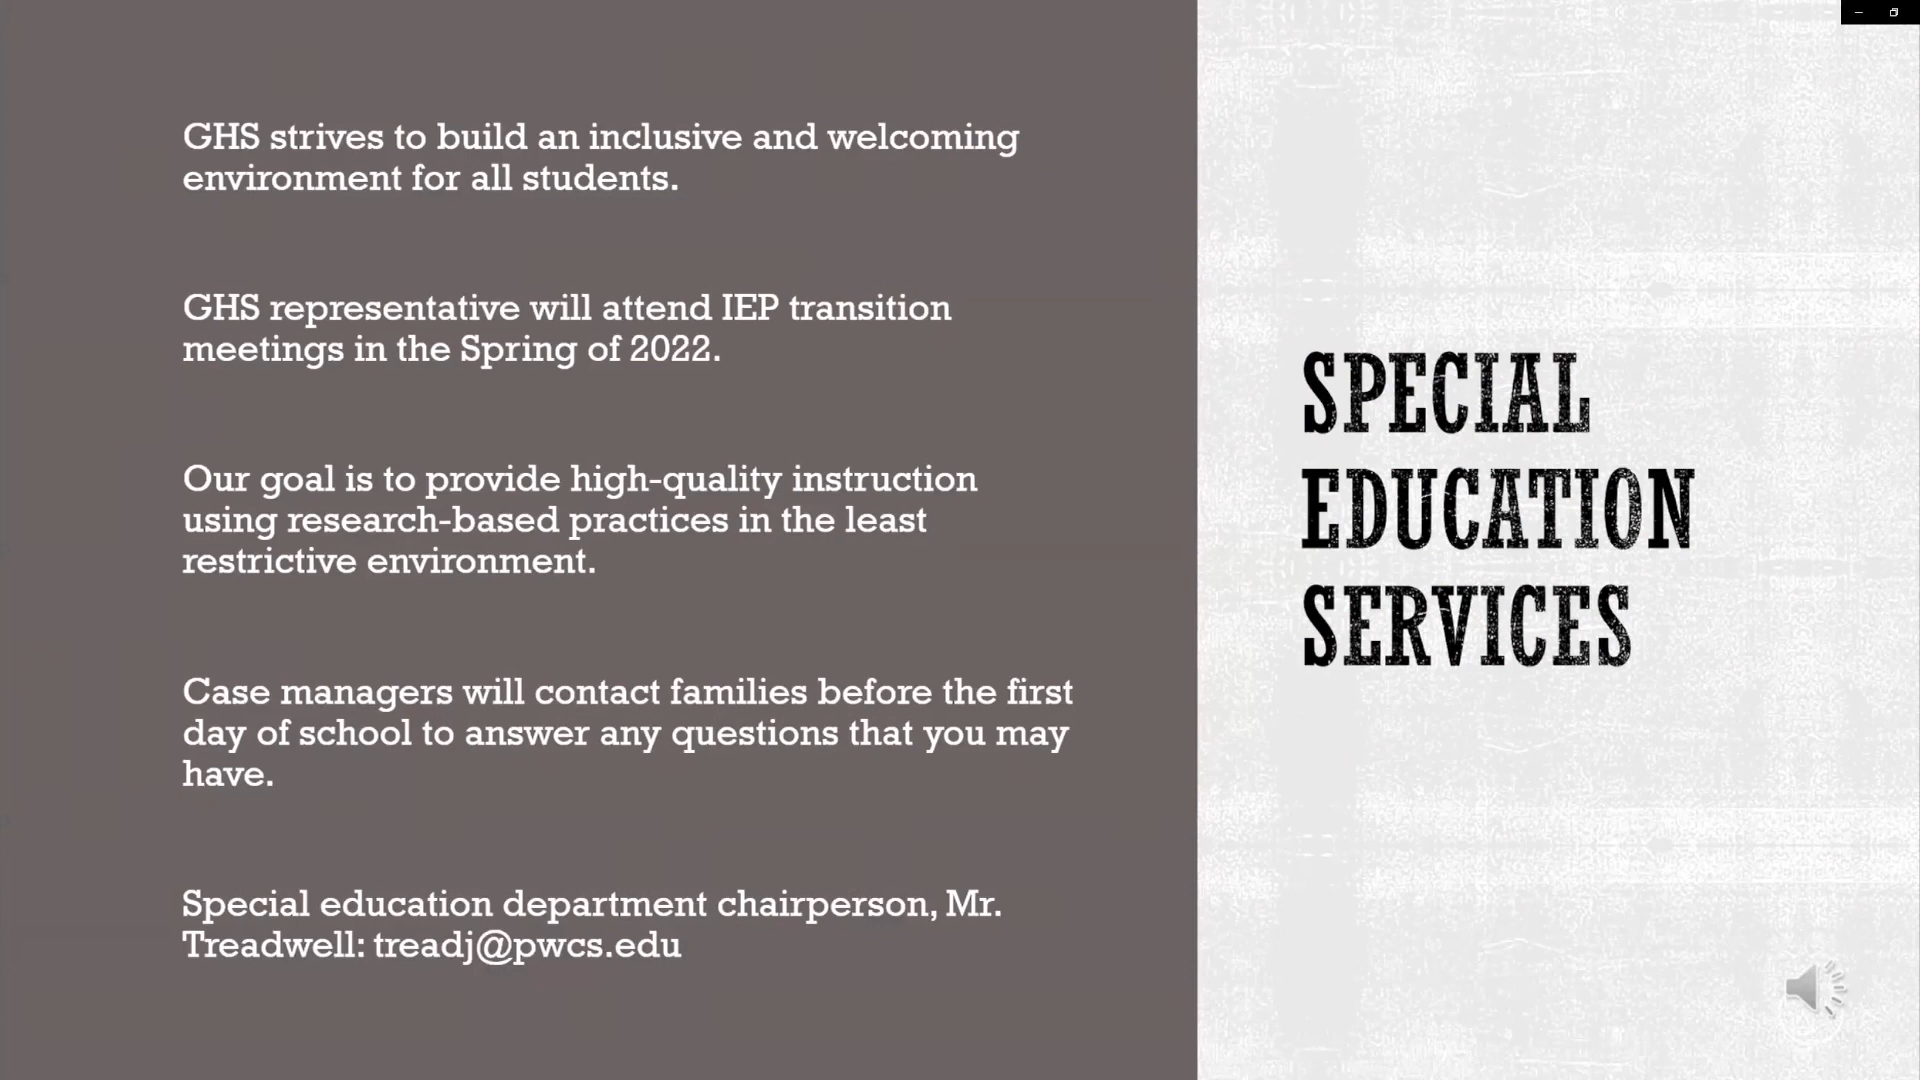 GHS strives to build an inclusive and welcoming
environment for all students.
GHS representative will attend IEP transition
meetings in the Spring of 2022.
Our goal is to provide high-quality instruction
using research-based practices in the least
restrictive environment.
Case managers will contact families before the first
day of school to answer any questions that you may
have.
Special education department chairperson, Mr.
Treadwell: treadj@pwcs.edu
SPECIAL
EDUCATION
SERVICES